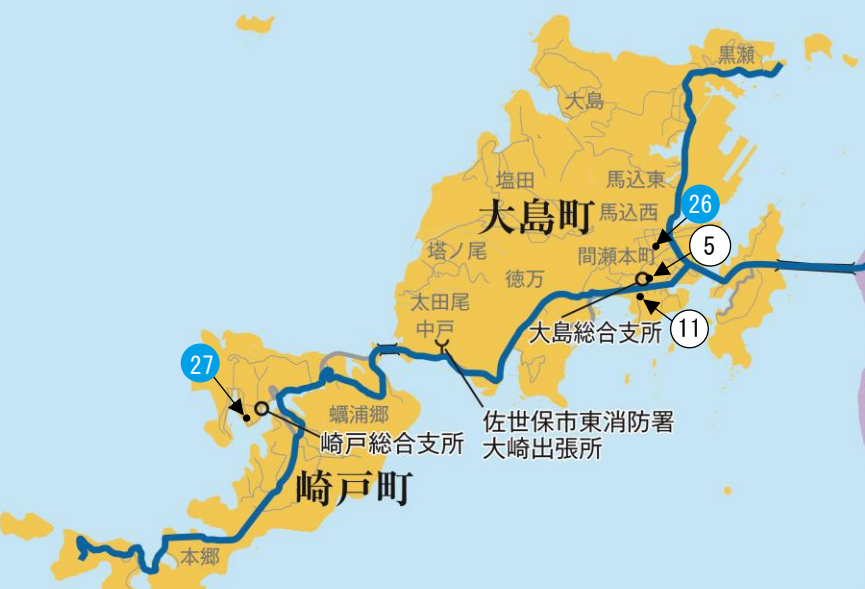 黒瀬
大島
塩田
馬込東
大島町
馬込西
26
塔ノ尾
間瀬本町
5
徳万
太田尾
中戸
大島総合支所
11
27
蠣浦郷
佐世保市東消防署
大崎出張所
崎戸総合支所
崎戸町
本郷